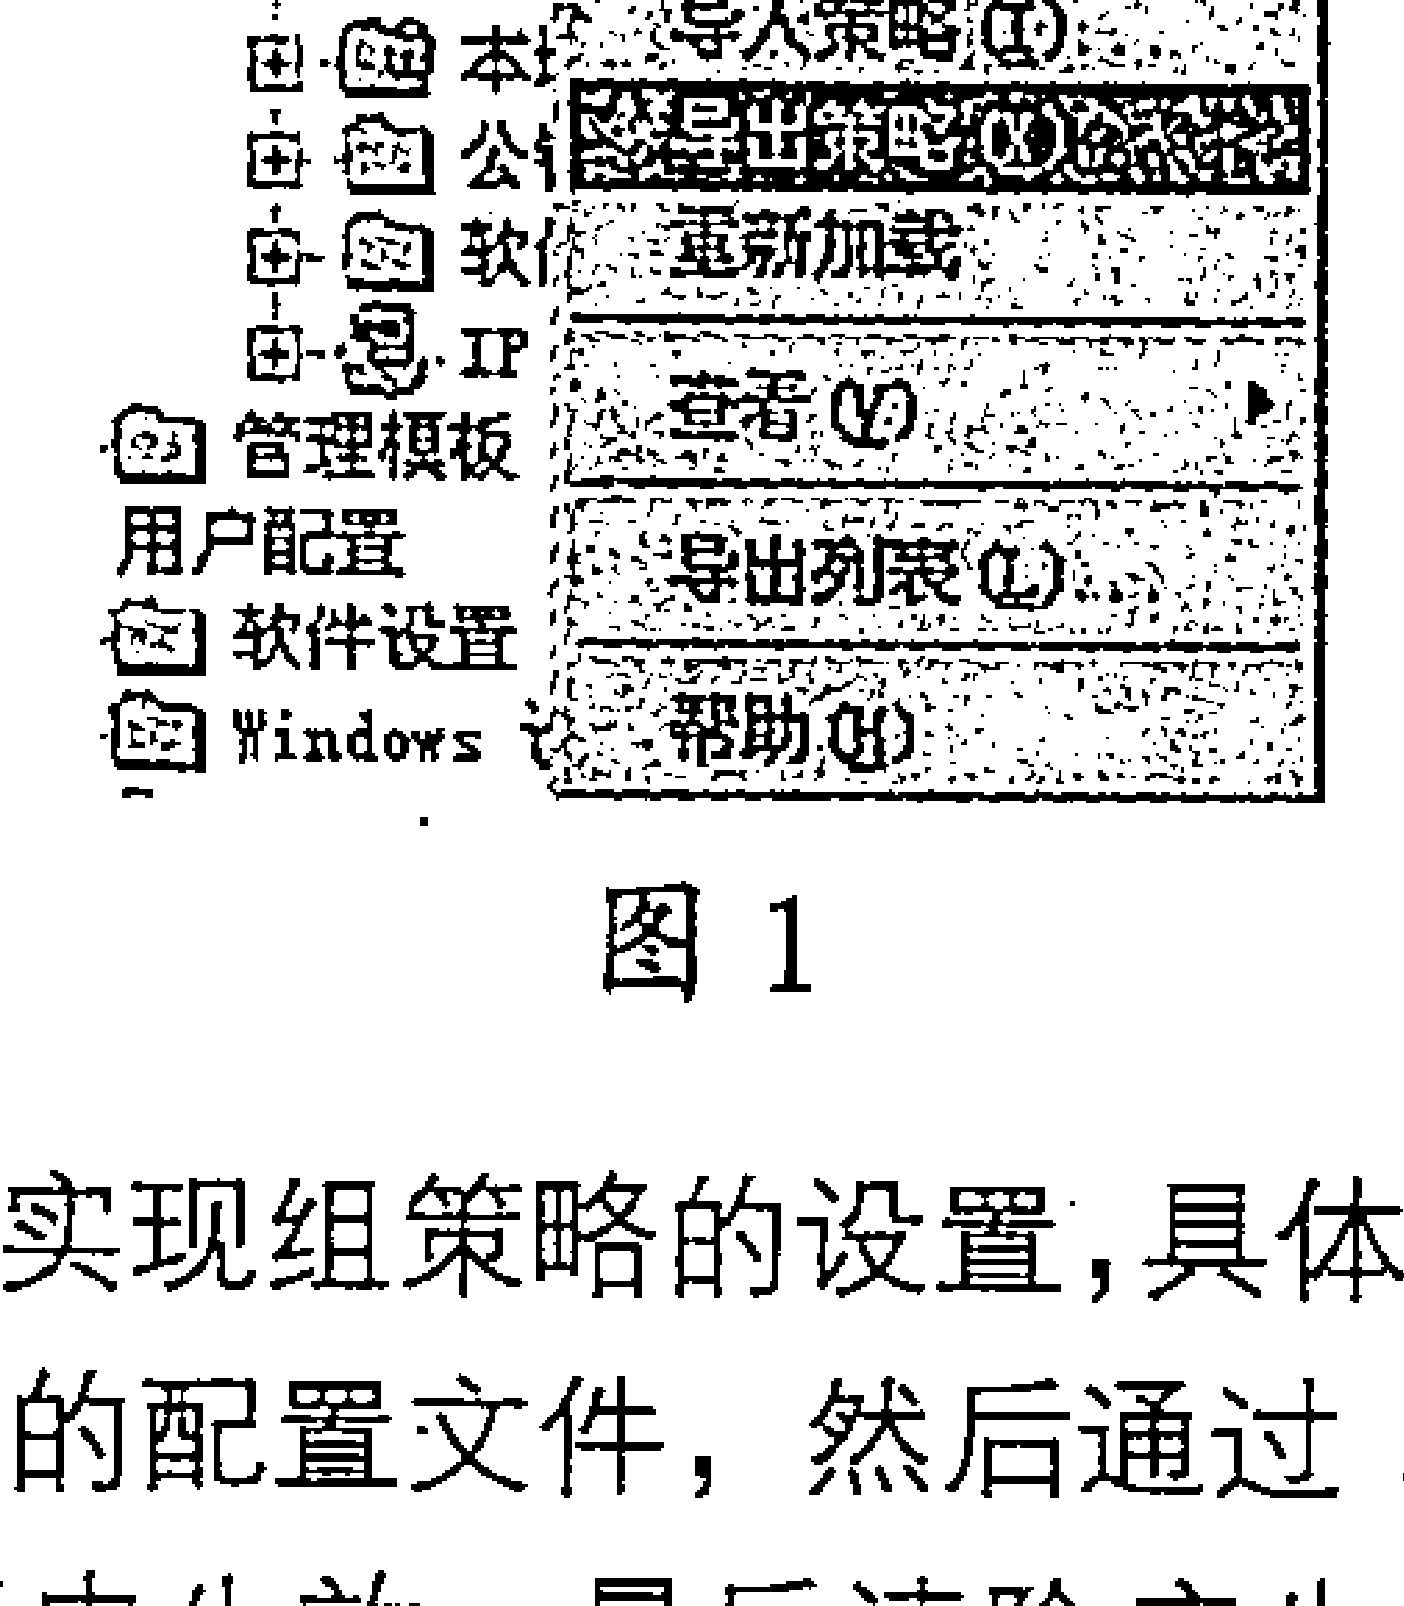 导入策略(I)
本
导出策略(X)
公
重新加载
软件
IP
查看(V)
管理模板
用户配置
导出列表(L)...
软件设置
帮助(H)
Windows 设
图 1
实现组策略的设置,具体
的配置文件, 然后通过